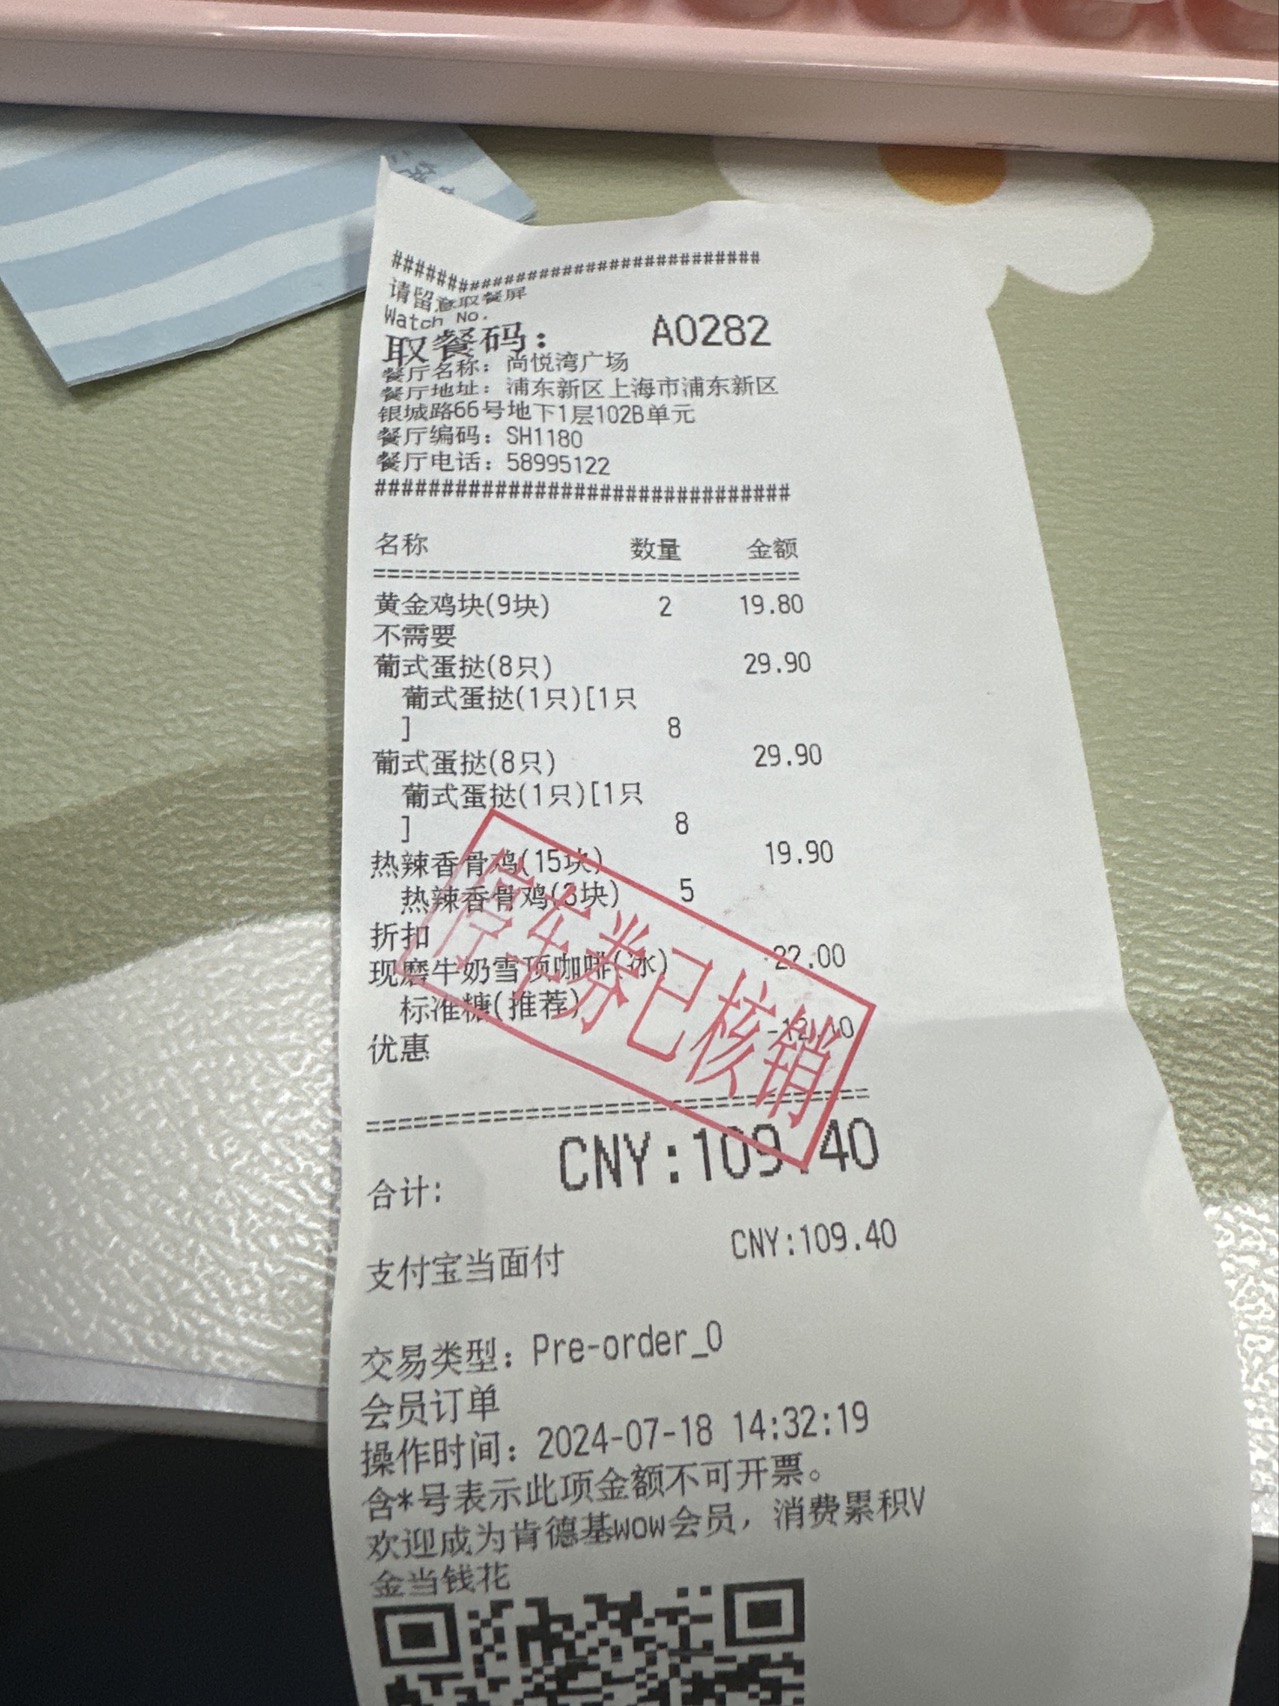 ###############################
请留意取餐屏
Watch No.
取餐码: A0282
餐厅名称: 尚悦湾广场
餐厅地址: 浦东新区上海市浦东新区
银城路66号地下1层102B单元
餐厅编码: SH1180
餐厅电话: 58995122
###############################
名称 数量 金额
===============================
黄金鸡块(9块) 2 19.80
不需要
葡式蛋挞(8只) 29.90
葡式蛋挞(1只)[1只
] 8
葡式蛋挞(8只) 29.90
葡式蛋挞(1只)[1只
] 8
热辣香骨鸡(15块) 19.90
热辣香骨鸡(3块) 5
折扣
现磨牛奶雪顶咖啡(冰) 22.00
标准糖(推荐)
优惠 -12.10
停车券已核销
===============================
合计: CNY:109.40
支付宝当面付 CNY:109.40
交易类型: Pre-order_0
会员订单
操作时间: 2024-07-18 14:32:19
含*号表示此项金额不可开票。
欢迎成为肯德基wow会员, 消费累积V
金当钱花